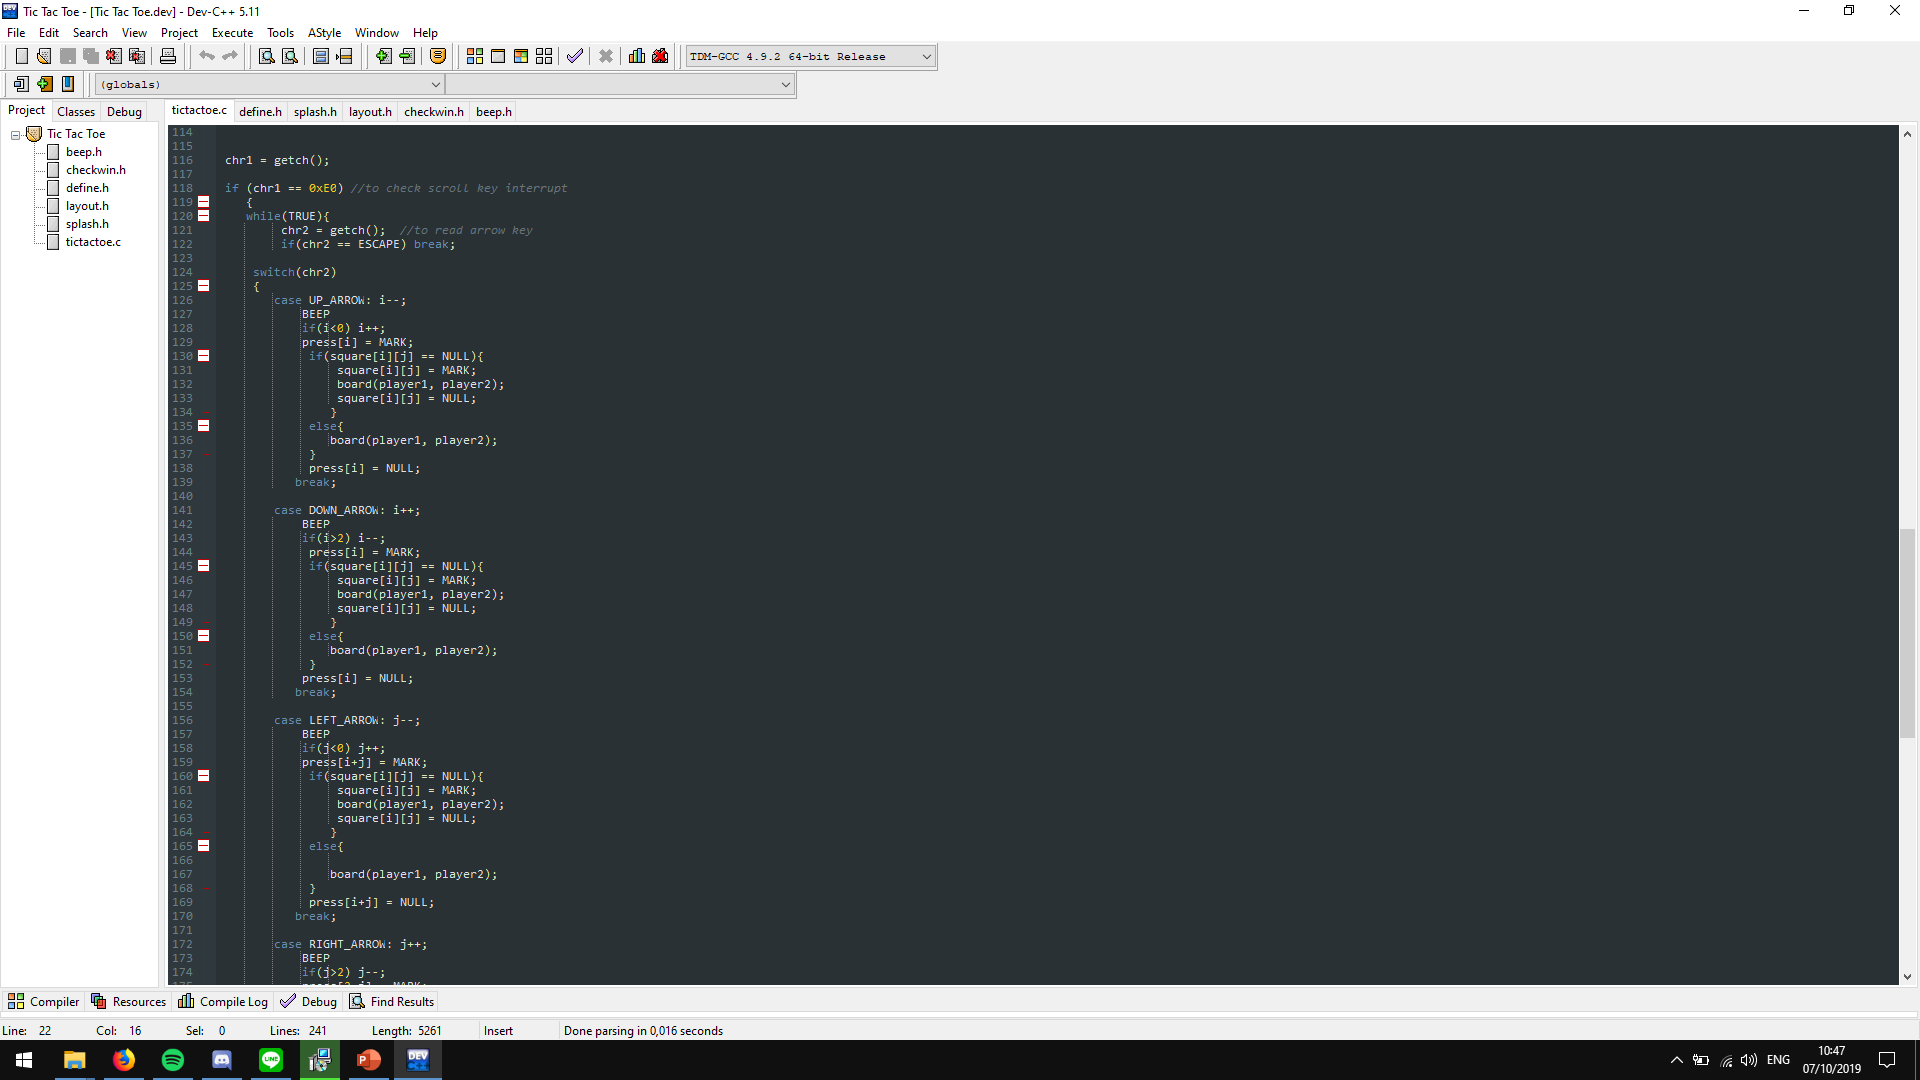 Tic Tac Toe - [Tic Tac Toe.dev] - Dev-C++ 5.11
File Edit Search View Project Execute Tools AStyle Window Help
TDM-GCC 4.9.2 64-bit Release
(globals)
Project Classes Debug
tictactoe.c define.h splash.h layout.h checkwin.h beep.h
Tic Tac Toe
beep.h
checkwin.h
define.h
layout.h
splash.h
tictactoe.c
114
115
116 chr1 = getch();
117
118 if (chr1 == 0xE0) //to check scroll key interrupt
119 {
120 while(TRUE){
121 chr2 = getch(); //to read arrow key
122 if(chr2 == ESCAPE) break;
123
124 switch(chr2)
125 {
126 case UP_ARROW: i--;
127 BEEP
128 if(i<0) i++;
129 press[i] = MARK;
130 if(square[i][j] == NULL){
131 square[i][j] = MARK;
132 board(player1, player2);
133 square[i][j] = NULL;
134 }
135 else{
136 board(player1, player2);
137 }
138 press[i] = NULL;
139 break;
140
141 case DOWN_ARROW: i++;
142 BEEP
143 if(i>2) i--;
144 press[i] = MARK;
145 if(square[i][j] == NULL){
146 square[i][j] = MARK;
147 board(player1, player2);
148 square[i][j] = NULL;
149 }
150 else{
151 board(player1, player2);
152 }
153 press[i] = NULL;
154 break;
155
156 case LEFT_ARROW: j--;
157 BEEP
158 if(j<0) j++;
159 press[i+j] = MARK;
160 if(square[i][j] == NULL){
161 square[i][j] = MARK;
162 board(player1, player2);
163 square[i][j] = NULL;
164 }
165 else{
166
167 board(player1, player2);
168 }
169 press[i+j] = NULL;
170 break;
171
172 case RIGHT_ARROW: j++;
173 BEEP
174 if(j>2) j--;
Compiler Resources Compile Log Debug Find Results
Line: 22 Col: 16 Sel: 0 Lines: 241 Length: 5261 Insert Done parsing in 0,016 seconds
ENG
10:47
07/10/2019